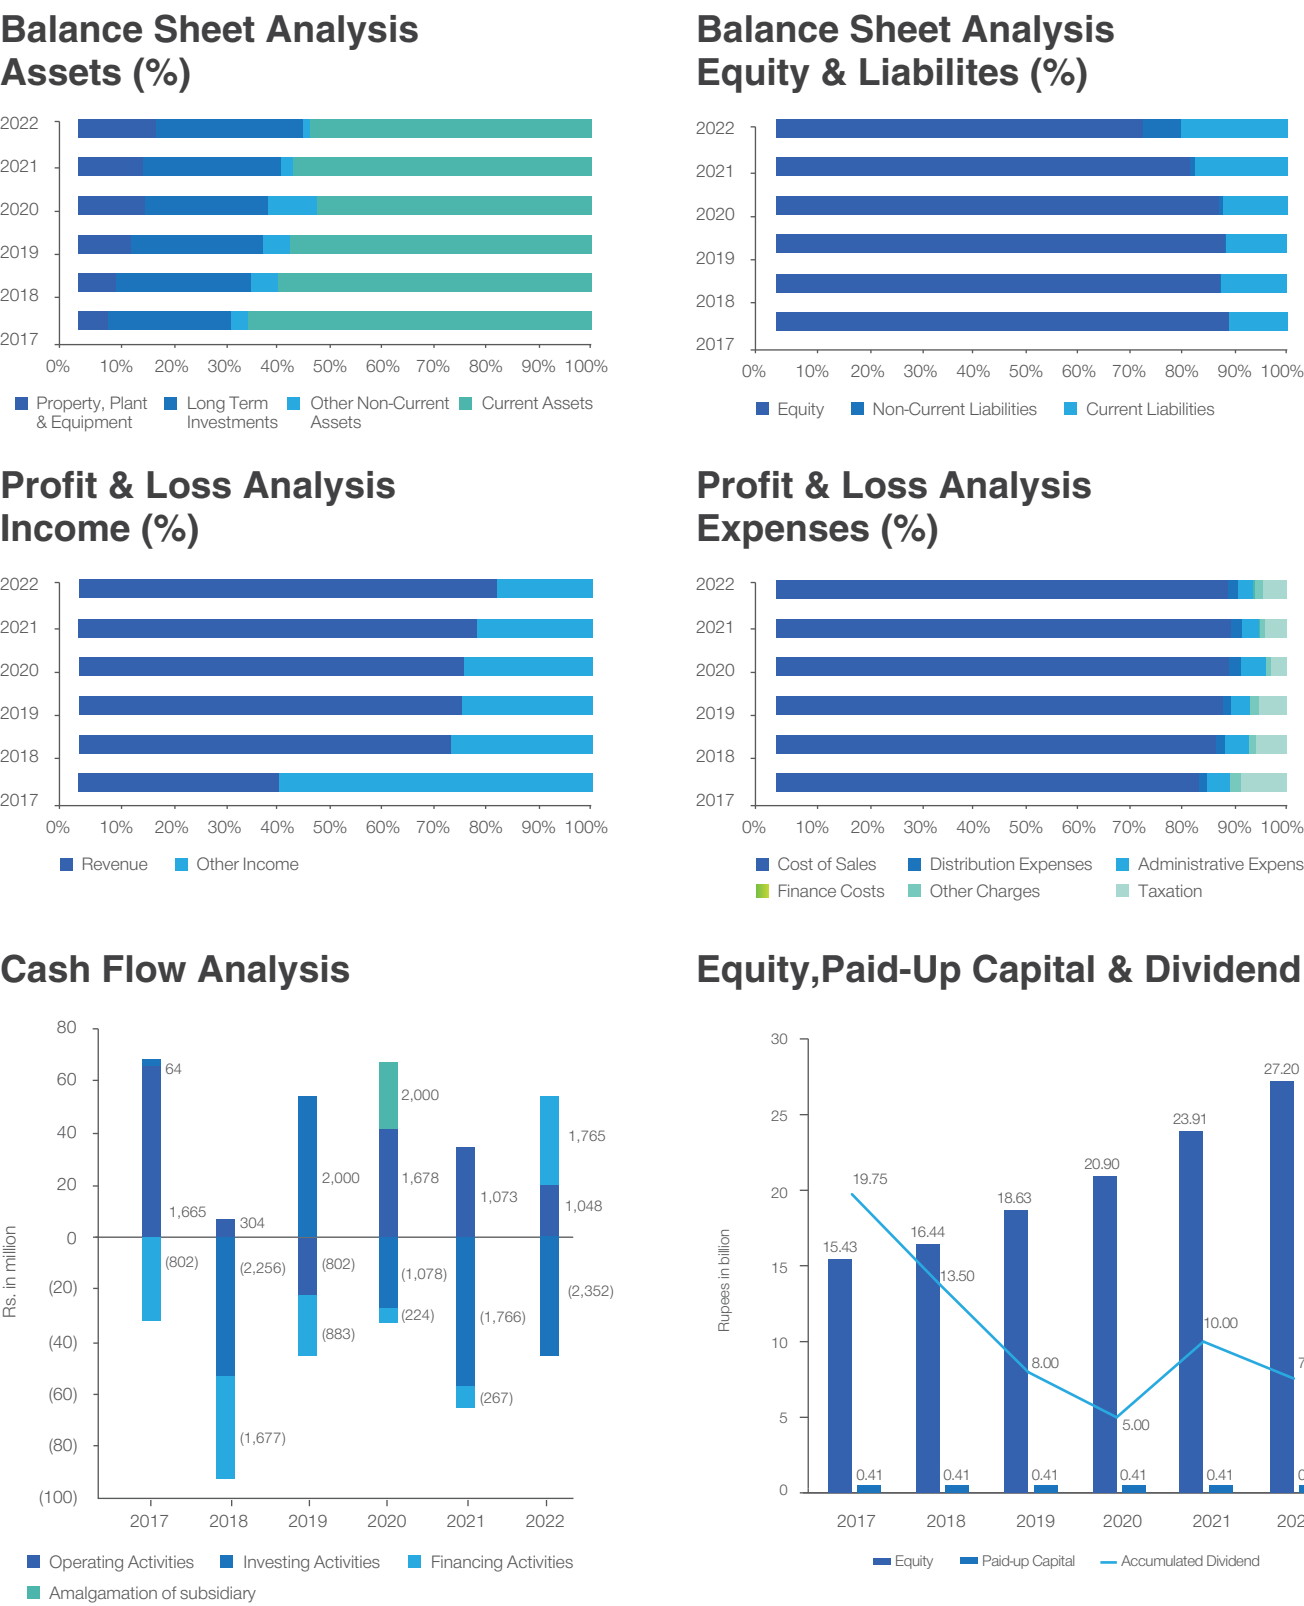 Balance Sheet Analysis
Assets (%)
2022
2021
2020
2019
2018
2017
0% 10% 20% 30% 40% 50% 60% 70% 80% 90% 100%
Property, Plant & Equipment
Long Term Investments
Other Non-Current Assets
Current Assets
Balance Sheet Analysis
Equity & Liabilites (%)
2022
2021
2020
2019
2018
2017
0% 10% 20% 30% 40% 50% 60% 70% 80% 90% 100%
Equity
Non-Current Liabilities
Current Liabilities
Profit & Loss Analysis
Income (%)
2022
2021
2020
2019
2018
2017
0% 10% 20% 30% 40% 50% 60% 70% 80% 90% 100%
Revenue
Other Income
Profit & Loss Analysis
Expenses (%)
2022
2021
2020
2019
2018
2017
0% 10% 20% 30% 40% 50% 60% 70% 80% 90% 100%
Cost of Sales
Distribution Expenses
Administrative Expens
Finance Costs
Other Charges
Taxation
Cash Flow Analysis
Rs. in million
80
60
40
20
0
(20)
(40)
(60)
(80)
(100)
64
1,665
(802)
304
(2,256)
(1,677)
2,000
(802)
(883)
2,000
1,678
(1,078)
(224)
1,073
(1,766)
(267)
1,765
1,048
(2,352)
2017 2018 2019 2020 2021 2022
Operating Activities
Investing Activities
Financing Activities
Amalgamation of subsidiary
Equity,Paid-Up Capital & Dividend
Rupees in billion
30
25
20
15
10
5
0
15.43
16.44
18.63
20.90
23.91
27.20
19.75
13.50
8.00
5.00
10.00
7
0.41
0.41
0.41
0.41
0.41
2017 2018 2019 2020 2021 202
Equity
Paid-up Capital
Accumulated Dividend